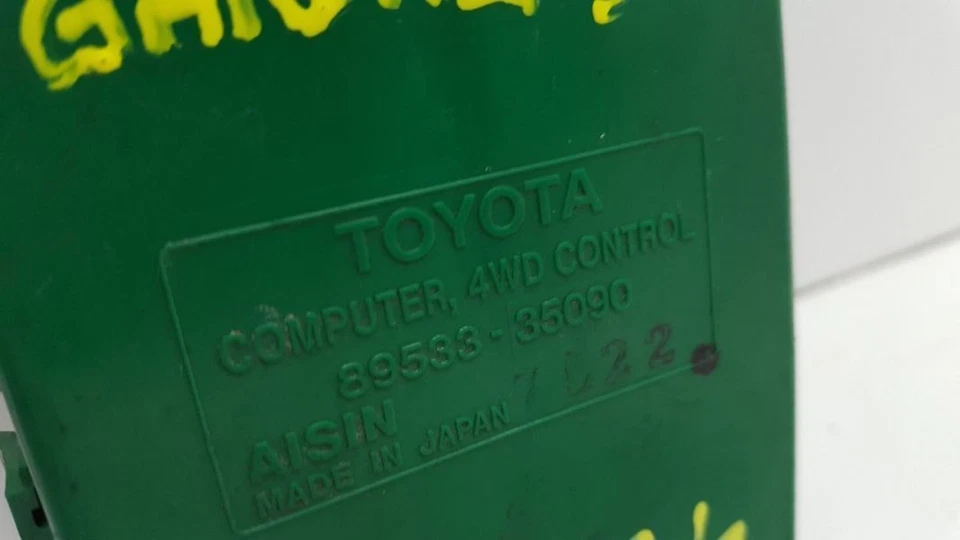 TOYOTA
COMPUTER, 4WD CONTROL
89533-35090
AISIN
MADE IN JAPAN